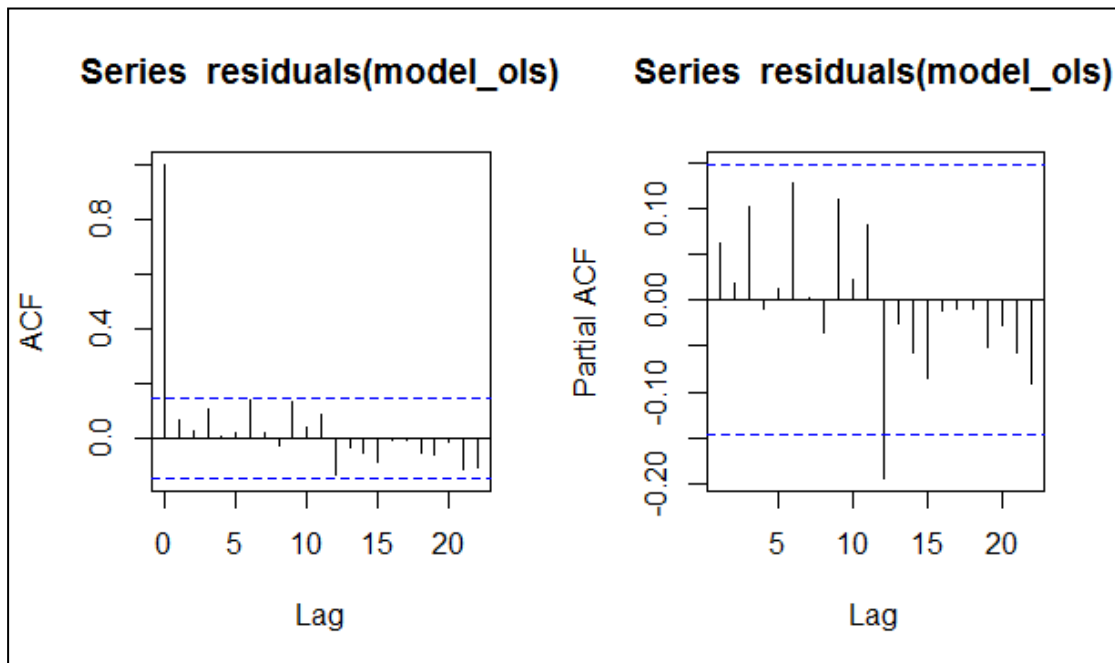 Series residuals(model_ols)
ACF
0.0 0.4 0.8
0 5 10 15 20
Lag
Series residuals(model_ols)
Partial ACF
-0.20 -0.10 0.00 0.10
5 10 15 20
Lag